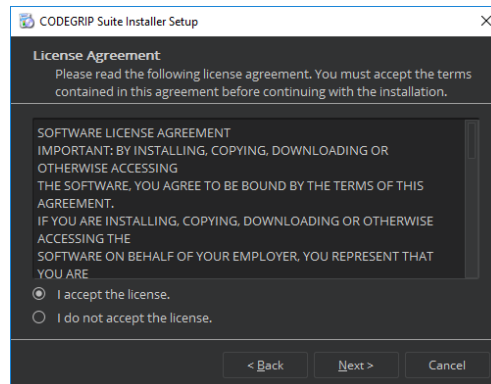 CODEGRIP Suite Installer Setup
License Agreement
Please read the following license agreement. You must accept the terms
contained in this agreement before continuing with the installation.
SOFTWARE LICENSE AGREEMENT
IMPORTANT: BY INSTALLING, COPYING, DOWNLOADING OR
OTHERWISE ACCESSING
THE SOFTWARE, YOU AGREE TO BE BOUND BY THE TERMS OF THIS
AGREEMENT.
IF YOU ARE INSTALLING, COPYING, DOWNLOADING OR OTHERWISE
ACCESSING THE
SOFTWARE ON BEHALF OF YOUR EMPLOYER, YOU REPRESENT THAT
YOU ARE
I accept the license.
I do not accept the license.
< Back Next > Cancel